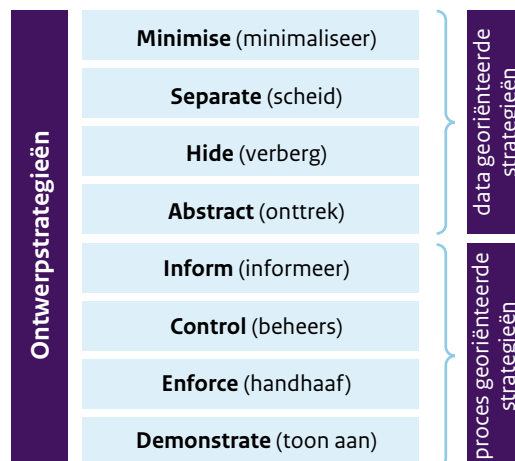 Ontwerpstrategieën
Minimise (minimaliseer)
Separate (scheid)
Hide (verberg)
Abstract (onttrek)
Inform (informeer)
Control (beheers)
Enforce (handhaaf)
Demonstrate (toon aan)
data georiënteerde
strategieën
proces georiënteerde
strategieën